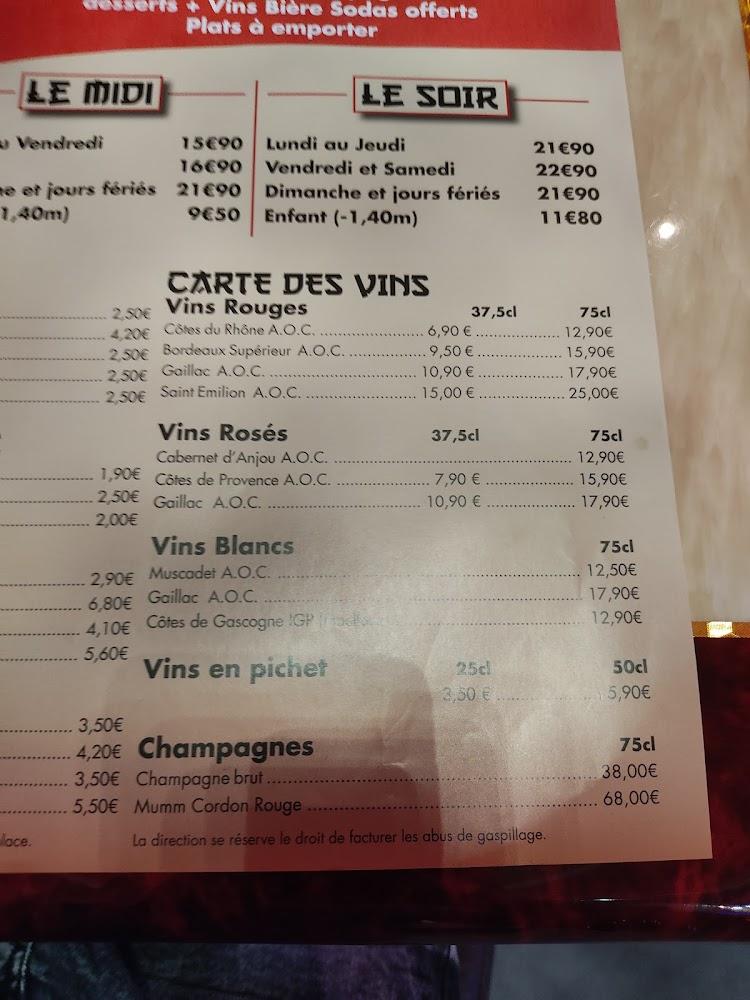 desserts + Vins Bière Sodas offerts
Plats à emporter
LE MIDI
Vendredi 15€90
16€90
et jours fériés 21€90
1,40m) 9€50
LE SOIR
Lundi au Jeudi 21€90
Vendredi et Samedi 22€90
Dimanche et jours fériés 21€90
Enfant (-1,40m) 11€80
2,50€
4,20€
2,50€
2,50€
2,50€
1,90€
2,50€
2,00€
2,90€
6,80€
4,10€
5,60€
3,50€
4,20€
3,50€
5,50€
CARTE DES VINS
Vins Rouges 37,5cl 75cl
Côtes du Rhône A.O.C. 6,90 € 12,90€
Bordeaux Supérieur A.O.C. 9,50 € 15,90€
Gaillac A.O.C. 10,90 € 17,90€
Saint Emilion A.O.C. 15,00 € 25,00€
Vins Rosés 37,5cl 75cl
Cabernet d'Anjou A.O.C. 12,90€
Côtes de Provence A.O.C. 7,90 € 15,90€
Gaillac A.O.C. 10,90 € 17,90€
Vins Blancs 75cl
Muscadet A.O.C. 12,50€
Gaillac A.O.C. 17,90€
Côtes de Gascogne IGP 12,90€
Vins en pichet 25cl 50cl
3,50 € 5,90€
Champagnes 75cl
Champagne brut 38,00€
Mumm Cordon Rouge 68,00€
La direction se réserve le droit de facturer les abus de gaspillage.